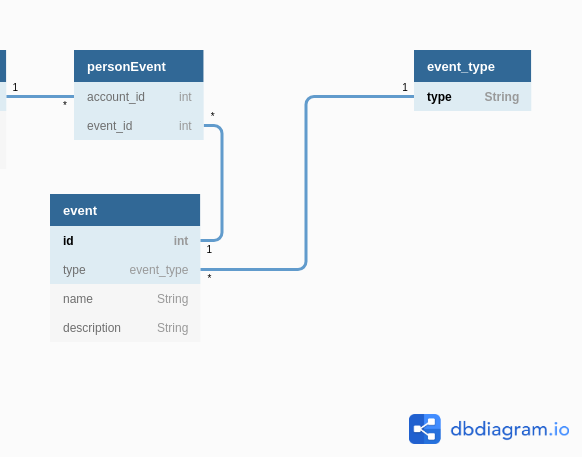 personEvent
account_id int
event_id int
event_type
type String
event
id int
type event_type
name String
description String
1
*
*
1
*
1
dbdiagram.io